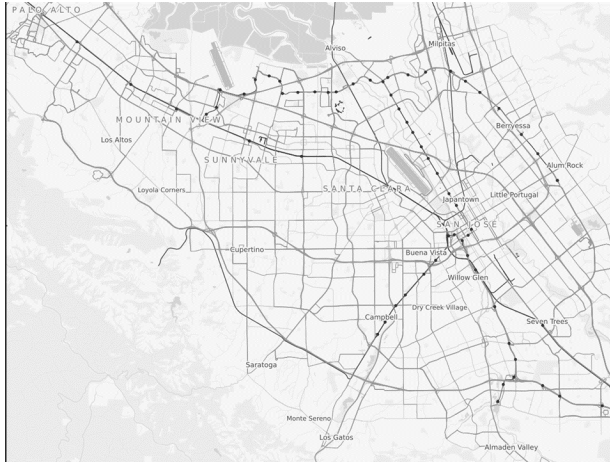 PALO ALTO
Alviso
Milpitas
MOUNTAIN VIEW
Berryessa
Los Altos
SUNNYVALE
Alum Rock
Loyola Corners
SANTA CLARA
Little Portugal
Japantown
SAN JOSE
Cupertino
Buena Vista
Willow Glen
Dry Creek Village
Campbell
Seven Trees
Saratoga
Monte Sereno
Los Gatos
Almaden Valley